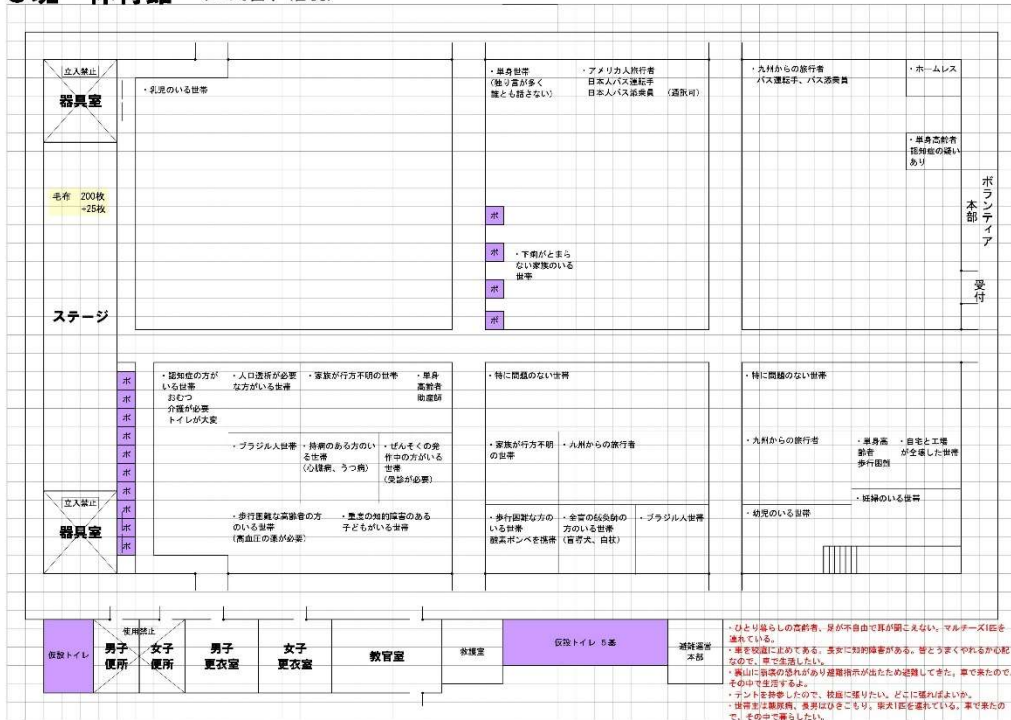 体育館
立入禁止
器具室
・乳児のいる世帯
・単身世帯
(独り言が多く
誰とも話さない)
・アメリカ人旅行者
日本人バス運転手
日本人バス添乗員 (通訳可)
・九州からの旅行者
バス運転手、バス添乗員
・ホームレス
・単身高齢者
認知症の疑い
あり
毛布 200枚
+25枚
ボランティア
本部
受付
ボ
ボ
ボ
ボ
・下痢がとまら
ない家族のいる
世帯
ステージ
ボ
ボ
ボ
ボ
ボ
ボ
ボ
ボ
ボ
ボ
・認知症の方が
いる世帯
おむつ
介護が必要
トイレが大変
・人口透析が必要
な方がいる世帯
・家族が行方不明の世帯
・単身
高齢者
助産師
・ブラジル人世帯
・持病のある方のい
る世帯
(心臓病、うつ病)
・ぜんそくの発
作中の方がいる
世帯
(受診が必要)
・歩行困難な高齢者の方
のいる世帯
(高血圧の薬が必要)
・重度の知的障害のある
子どもがいる世帯
・特に問題のない世帯
・家族が行方不明
の世帯
・九州からの旅行者
・歩行困難な方の
いる世帯
酸素ボンベを携帯
・全盲の鍼灸師の
方のいる世帯
(盲導犬、白杖)
・ブラジル人世帯
・特に問題のない世帯
・九州からの旅行者
・単身高
齢者
歩行困難
・自宅と工場
が全壊した世帯
・妊婦のいる世帯
・幼児のいる世帯
立入禁止
器具室
仮設トイレ
使用禁止
男子
便所
女子
便所
男子
更衣室
女子
更衣室
教官室
救護室
仮設トイレ 5基
避難運営
本部
・ひとり暮らしの高齢者、足が不自由で耳が聞こえない。マルチーズ1匹を
連れている。
・車を校庭に止めてある。長女に知的障害がある。皆とうまくやれるか心配
なので、車で生活したい。
・裏山に崩壊の恐れがあり避難指示が出たため避難してきた。車で来たので、
その中で生活するよ。
・テントを持参したので、校庭に張りたい。どこに張ればよいか。
・世帯主は糖尿病、長男はひきこもり。柴犬1匹を連れている。車で来たの
で、その中で暮らしたい。